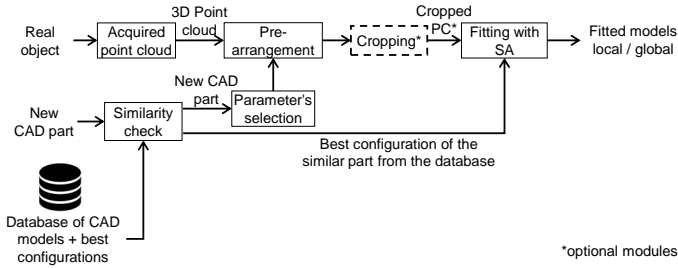 Real
object
Acquired
point cloud
3D Point
cloud
Pre-
arrangement
Cropping*
Cropped
PC*
Fitting with
SA
Fitted models
local / global
New
CAD part
Similarity
check
New CAD
part
Parameter's
selection
Best configuration of the
similar part from the database
Database of CAD
models + best
configurations
*optional modules